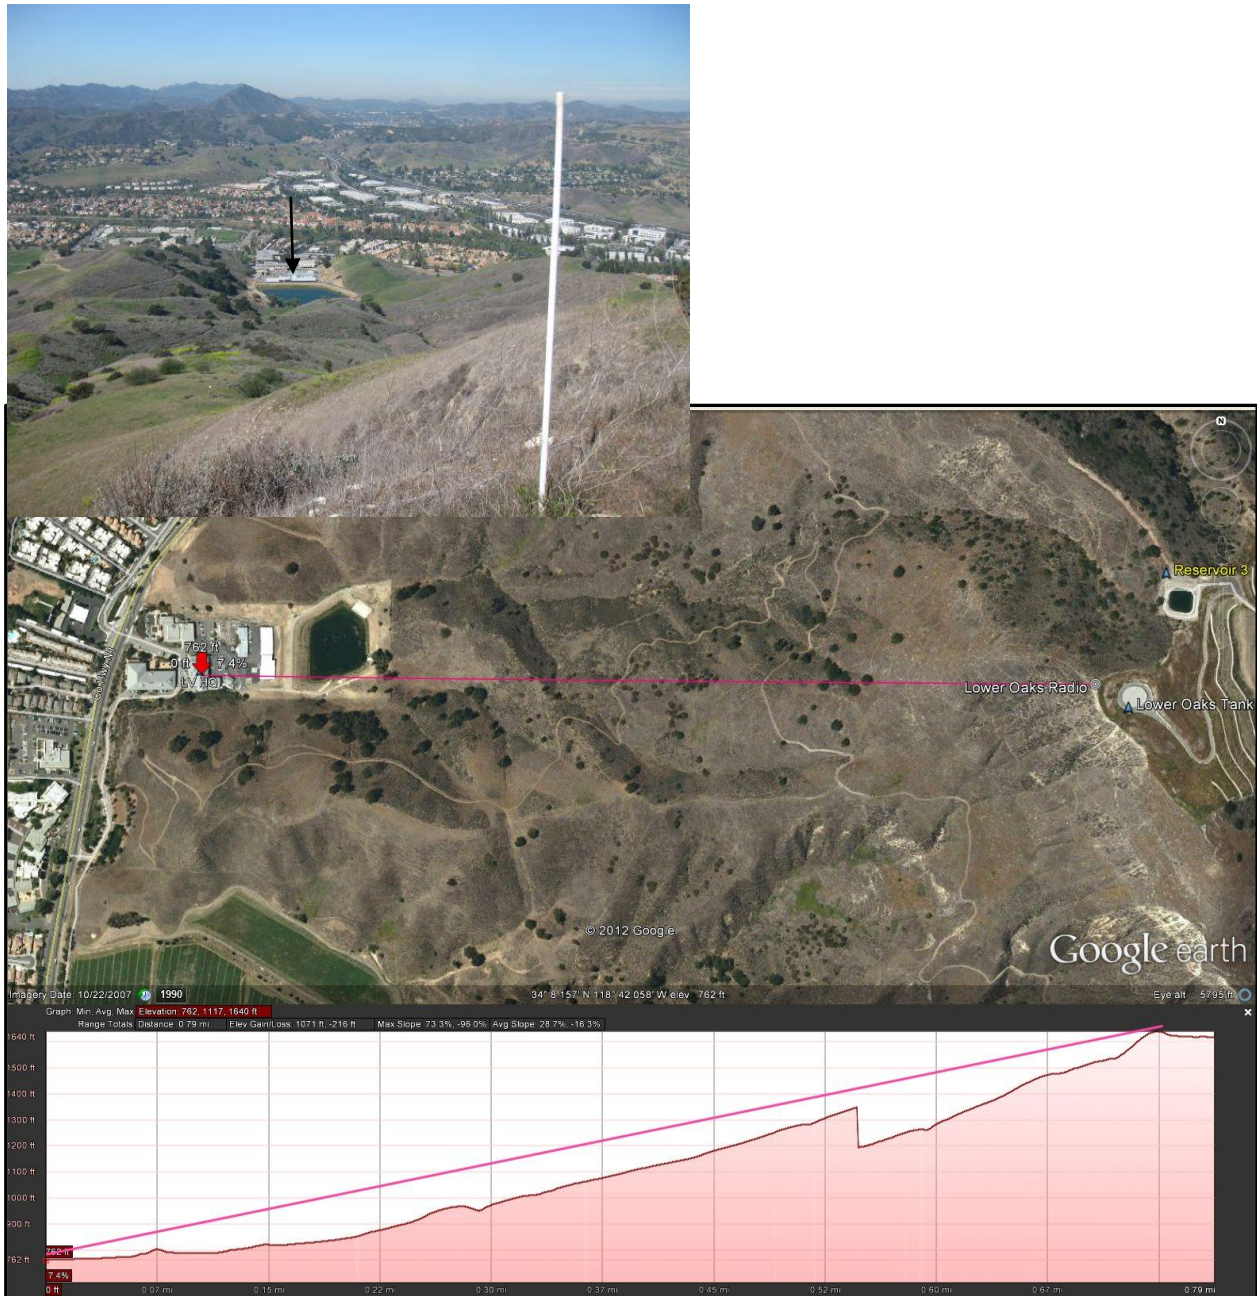 N
Reservoir 3
762 ft
0 ft 7.4%
LV HQ
Lower Oaks Radio
Lower Oaks Tank
© 2012 Google
Google earth
Imagery Date: 10/22/2007 1990 34° 8.157' N 118° 42.058' W elev 762 ft Eye alt 5795 ft
Graph: Min, Avg, Max Elevation: 762, 1117, 1640 ft
Range Totals: Distance: 0.79 mi Elev Gain/Loss: 1071 ft, -216 ft Max Slope: 73.3%, -96.0% Avg Slope: 28.7%, -16.3%
1640 ft
1500 ft
1400 ft
1300 ft
1200 ft
1100 ft
1000 ft
900 ft
762 ft
762 ft
7.4%
0 ft 0.07 mi 0.15 mi 0.22 mi 0.30 mi 0.37 mi 0.45 mi 0.52 mi 0.60 mi 0.67 mi 0.79 mi